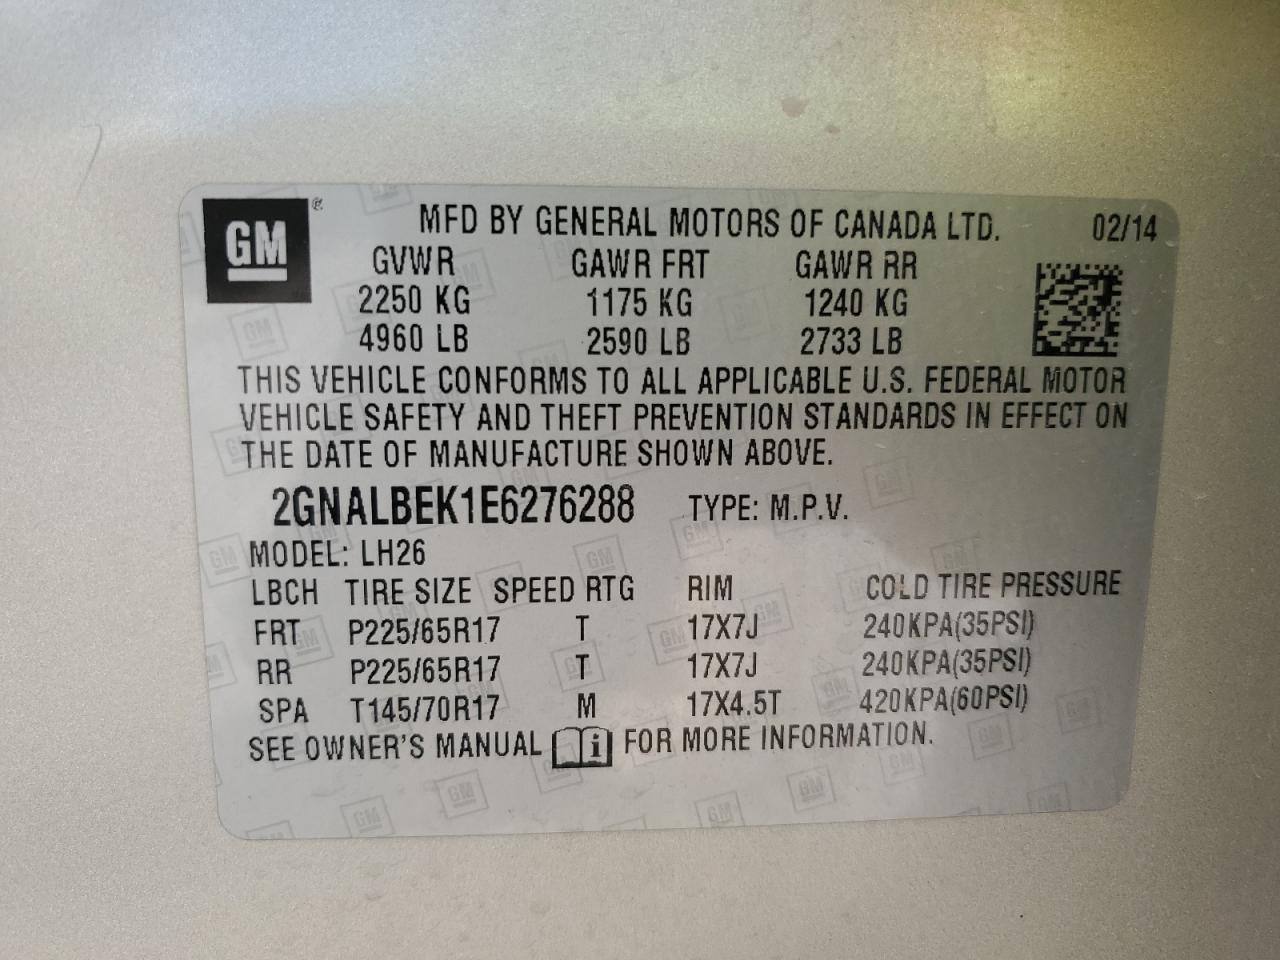 GM ®
MFD BY GENERAL MOTORS OF CANADA LTD. 02/14
GVWR GAWR FRT GAWR RR
2250 KG 1175 KG 1240 KG
4960 LB 2590 LB 2733 LB
THIS VEHICLE CONFORMS TO ALL APPLICABLE U.S. FEDERAL MOTOR
VEHICLE SAFETY AND THEFT PREVENTION STANDARDS IN EFFECT ON
THE DATE OF MANUFACTURE SHOWN ABOVE.
2GNALBEK1E6276288 TYPE: M.P.V.
MODEL: LH26
LBCH TIRE SIZE SPEED RTG RIM COLD TIRE PRESSURE
FRT P225/65R17 T 17X7J 240KPA(35PSI)
RR P225/65R17 T 17X7J 240KPA(35PSI)
SPA T145/70R17 M 17X4.5T 420KPA(60PSI)
SEE OWNER'S MANUAL i FOR MORE INFORMATION.